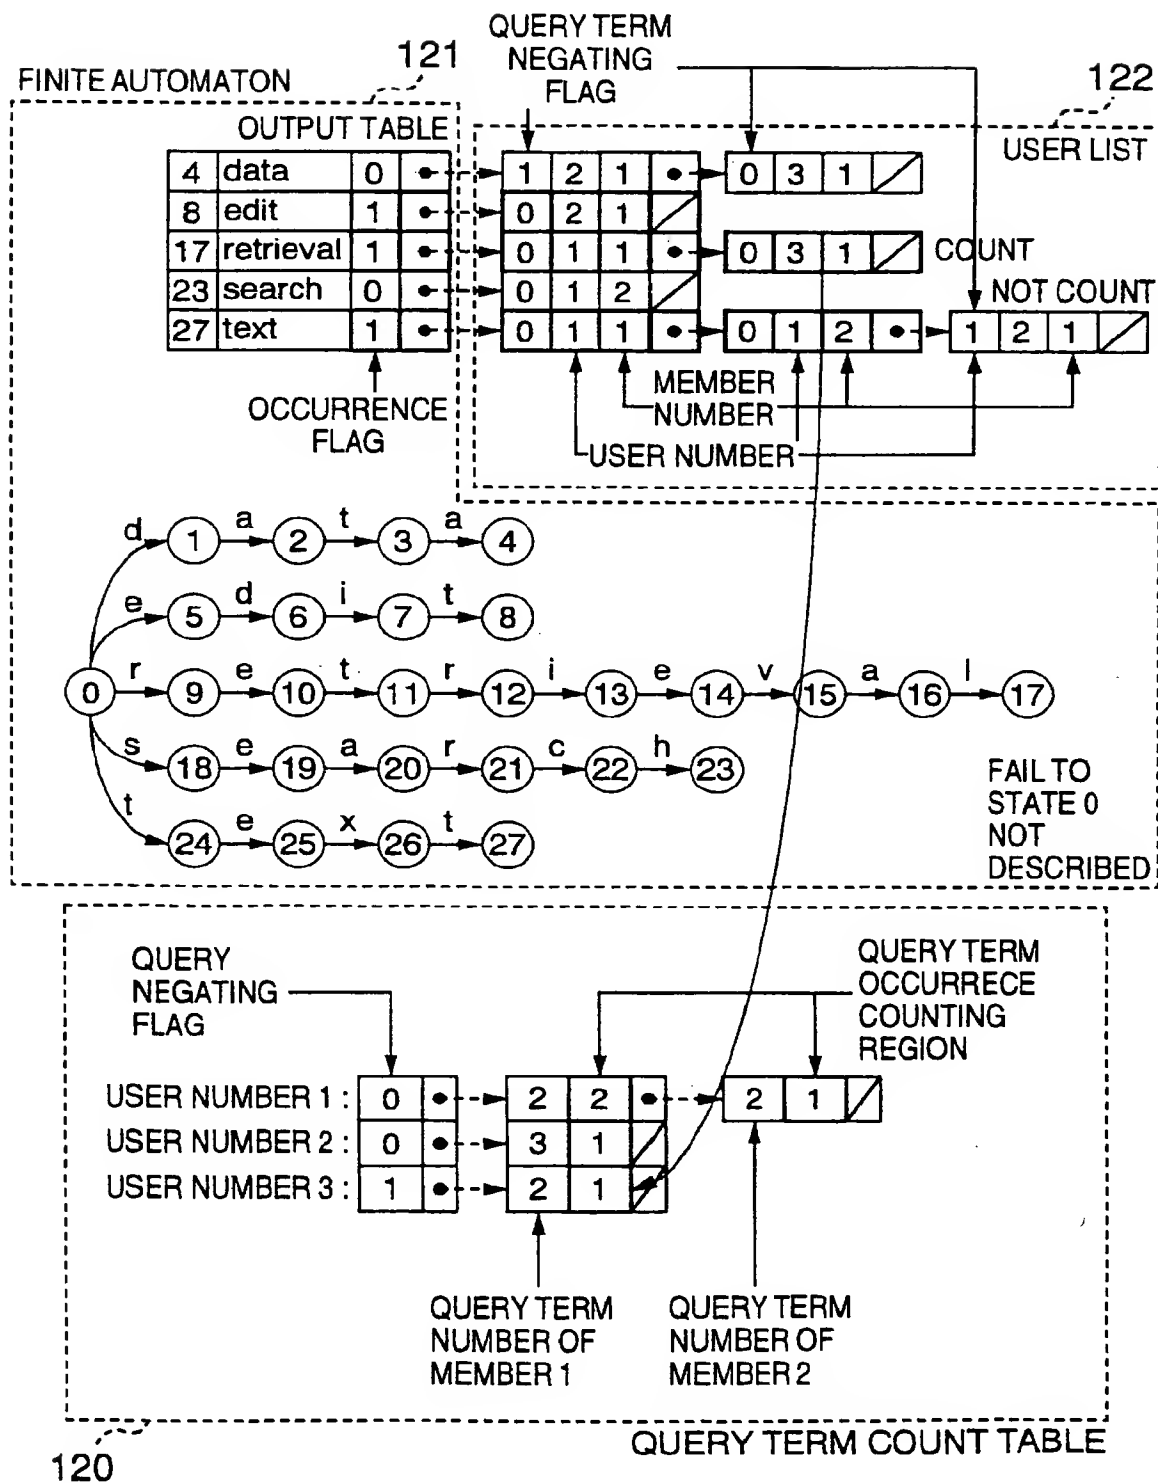 QUERY TERM
NEGATING
FLAG
121
122
FINITE AUTOMATON
OUTPUT TABLE
USER LIST
4 data 0
1 2 1
0 3 1
8 edit 1
0 2 1
17 retrieval 1
0 1 1
0 3 1
COUNT
23 search 0
0 1 2
NOT COUNT
27 text 1
0 1 1
0 1 2
1 2 1
OCCURRENCE
FLAG
MEMBER
NUMBER
USER NUMBER
d 1 a 2 t 3 a 4
e 5 d 6 i 7 t 8
0 r 9 e 10 t 11 r 12 i 13 e 14 v 15 a 16 l 17
s 18 e 19 a 20 r 21 c 22 h 23
t 24 e 25 x 26 t 27
FAIL TO
STATE 0
NOT
DESCRIBED
QUERY
NEGATING
FLAG
QUERY TERM
OCCURRECE
COUNTING
REGION
USER NUMBER 1 : 0 2 2 2 1
USER NUMBER 2 : 0 3 1
USER NUMBER 3 : 1 2 1
QUERY TERM
NUMBER OF
MEMBER 1
QUERY TERM
NUMBER OF
MEMBER 2
120
QUERY TERM COUNT TABLE